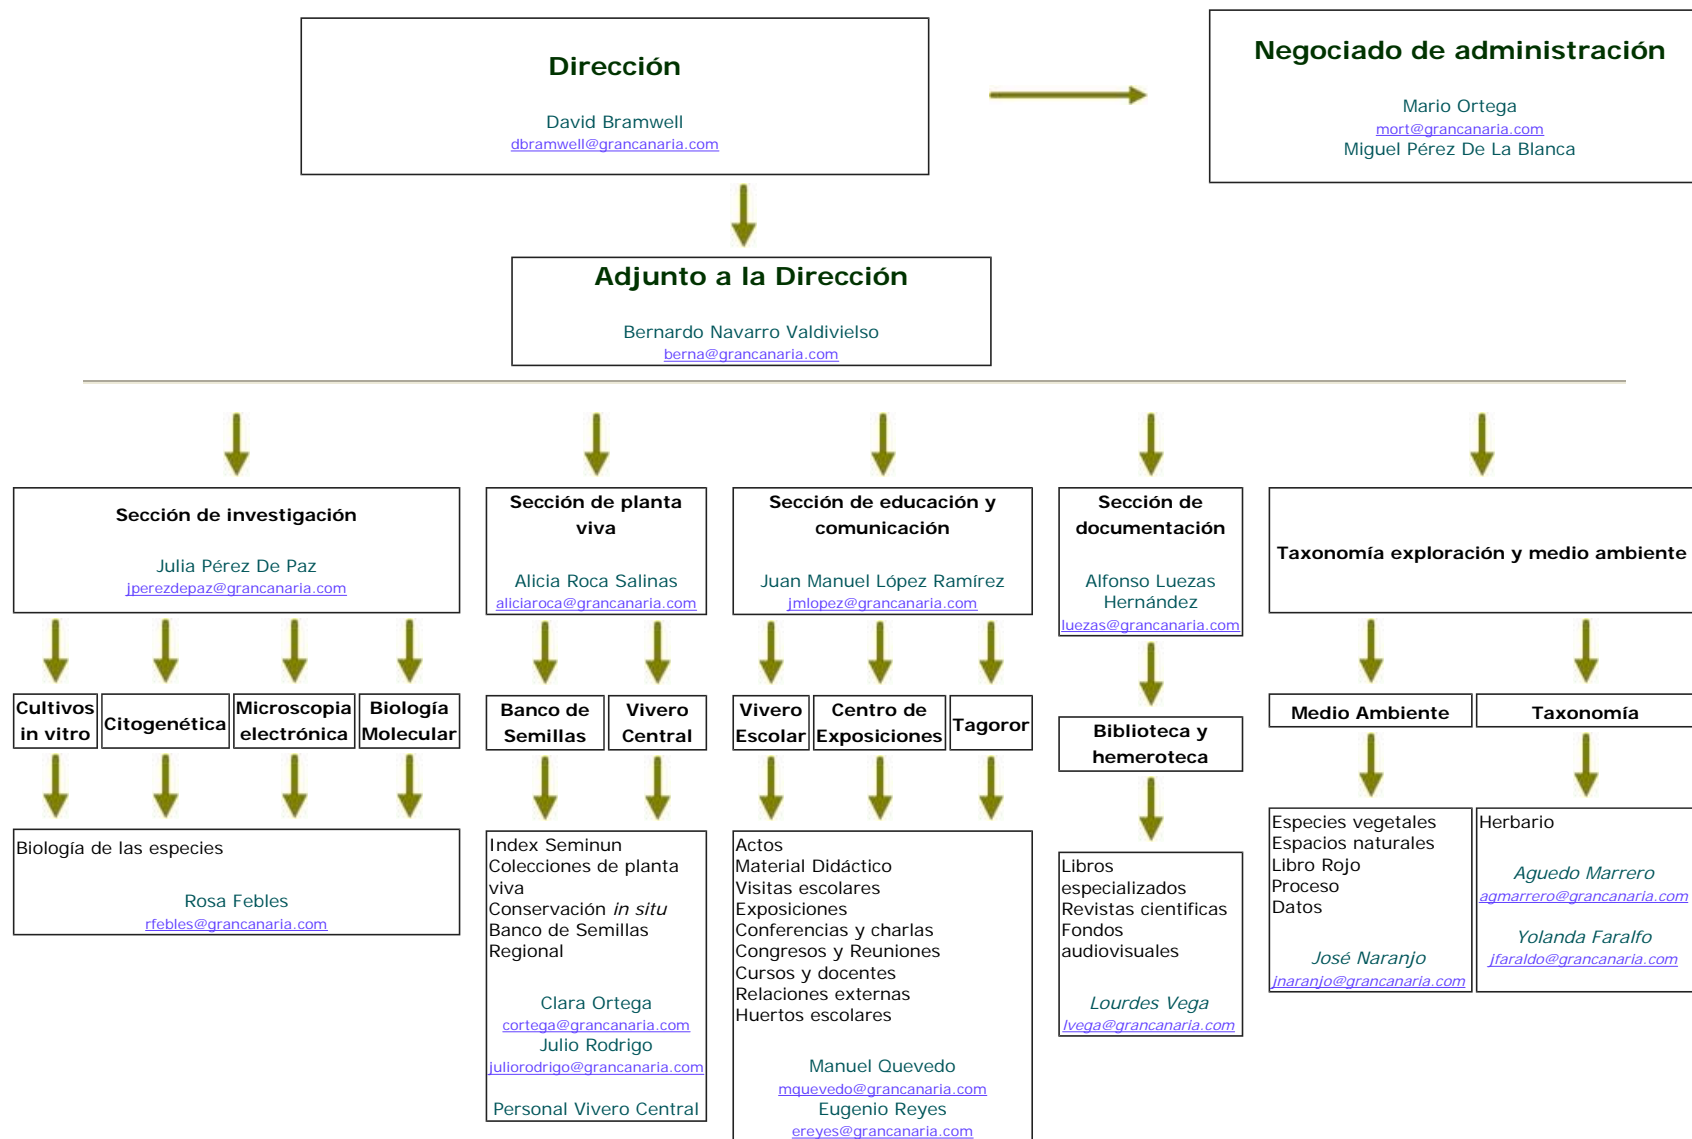 Dirección
David Bramwell
dbramwell@grancanaria.com
Negociado de administración
Mario Ortega
mort@grancanaria.com
Miguel Pérez De La Blanca
Adjunto a la Dirección
Bernardo Navarro Valdivielso
berna@grancanaria.com
Sección de investigación
Julia Pérez De Paz
jperezdepaz@grancanaria.com
Sección de planta
viva
Alicia Roca Salinas
aliciaroca@grancanaria.com
Sección de educación y
comunicación
Juan Manuel López Ramírez
jmlopez@grancanaria.com
Sección de
documentación
Alfonso Luezas
Hernández
luezas@grancanaria.com
Taxonomía exploración y medio ambiente
Cultivos
in vitro
Citogenética
Microscopia
electrónica
Biología
Molecular
Banco de
Semillas
Vivero
Central
Vivero
Escolar
Centro de
Exposiciones
Tagoror
Biblioteca y
hemeroteca
Medio Ambiente
Taxonomía
Biología de las especies
Rosa Febles
rfebles@grancanaria.com
Index Seminun
Colecciones de planta
viva
Conservación in situ
Banco de Semillas
Regional
Clara Ortega
cortega@grancanaria.com
Julio Rodrigo
juliorodrigo@grancanaria.com
Personal Vivero Central
Actos
Material Didáctico
Visitas escolares
Exposiciones
Conferencias y charlas
Congresos y Reuniones
Cursos y docentes
Relaciones externas
Huertos escolares
Manuel Quevedo
mquevedo@grancanaria.com
Eugenio Reyes
ereyes@grancanaria.com
Libros
especializados
Revistas cientificas
Fondos
audiovisuales
Lourdes Vega
lvega@grancanaria.com
Especies vegetales
Espacios naturales
Libro Rojo
Proceso
Datos
José Naranjo
jnaranjo@grancanaria.com
Herbario
Aguedo Marrero
agmarrero@grancanaria.com
Yolanda Faralfo
jfaraldo@grancanaria.com